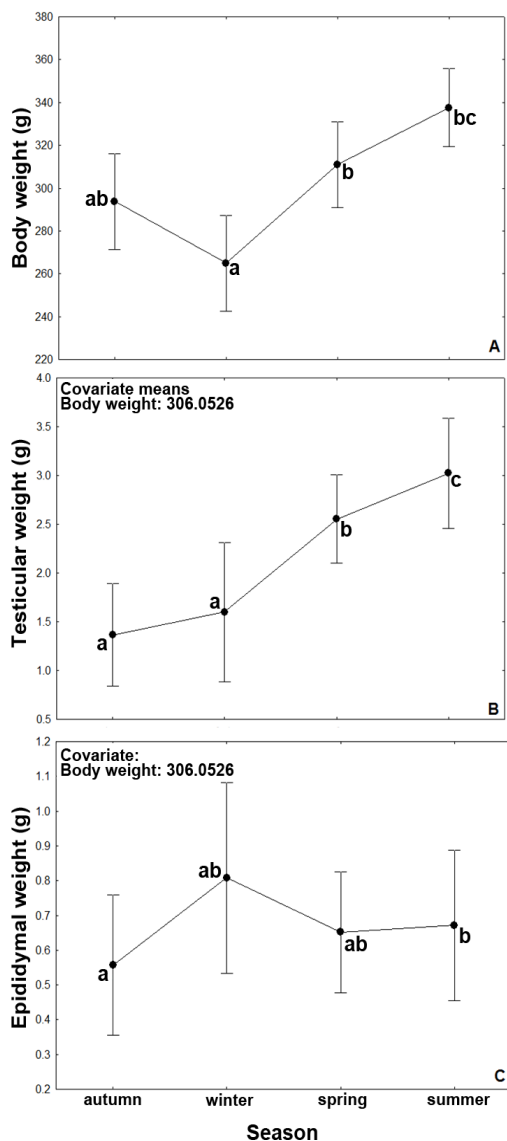 380
360
340
320
300
280
260
240
220
Body weight (g)
ab
a
b
bc
A
4.0
3.5
3.0
2.5
2.0
1.5
1.0
0.5
Testicular weight (g)
Covariate means
Body weight: 306.0526
a
a
b
c
B
1.2
1.1
1.0
0.9
0.8
0.7
0.6
0.5
0.4
0.3
0.2
Epididymal weight (g)
Covariate:
Body weight: 306.0526
a
ab
ab
b
C
autumn winter spring summer
Season